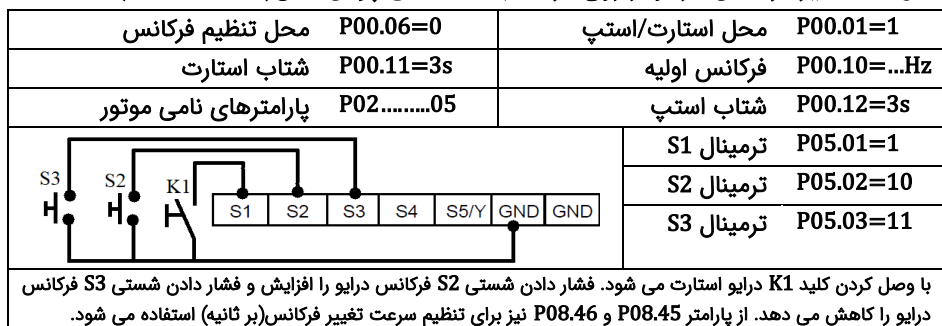 P00.01=1 محل استارت/استپ P00.06=0 محل تنظیم فرکانس
P00.10=...Hz فرکانس اولیه P00.11=3s شتاب استارت
P00.12=3s شتاب استپ P02.........05 پارامترهای نامی موتور
P05.01=1 ترمینال S1
P05.02=10 ترمینال S2
P05.03=11 ترمینال S3
S3 S2 K1
S1 S2 S3 S4 S5/Y GND GND
با وصل کردن کلید K1 درایو استارت می شود. فشار دادن شستی S2 فرکانس درایو را افزایش و فشار دادن شستی S3 فرکانس
درایو را کاهش می دهد. از پارامتر P08.45 و P08.46 نیز برای تنظیم سرعت تغییر فرکانس(بر ثانیه) استفاده می شود.